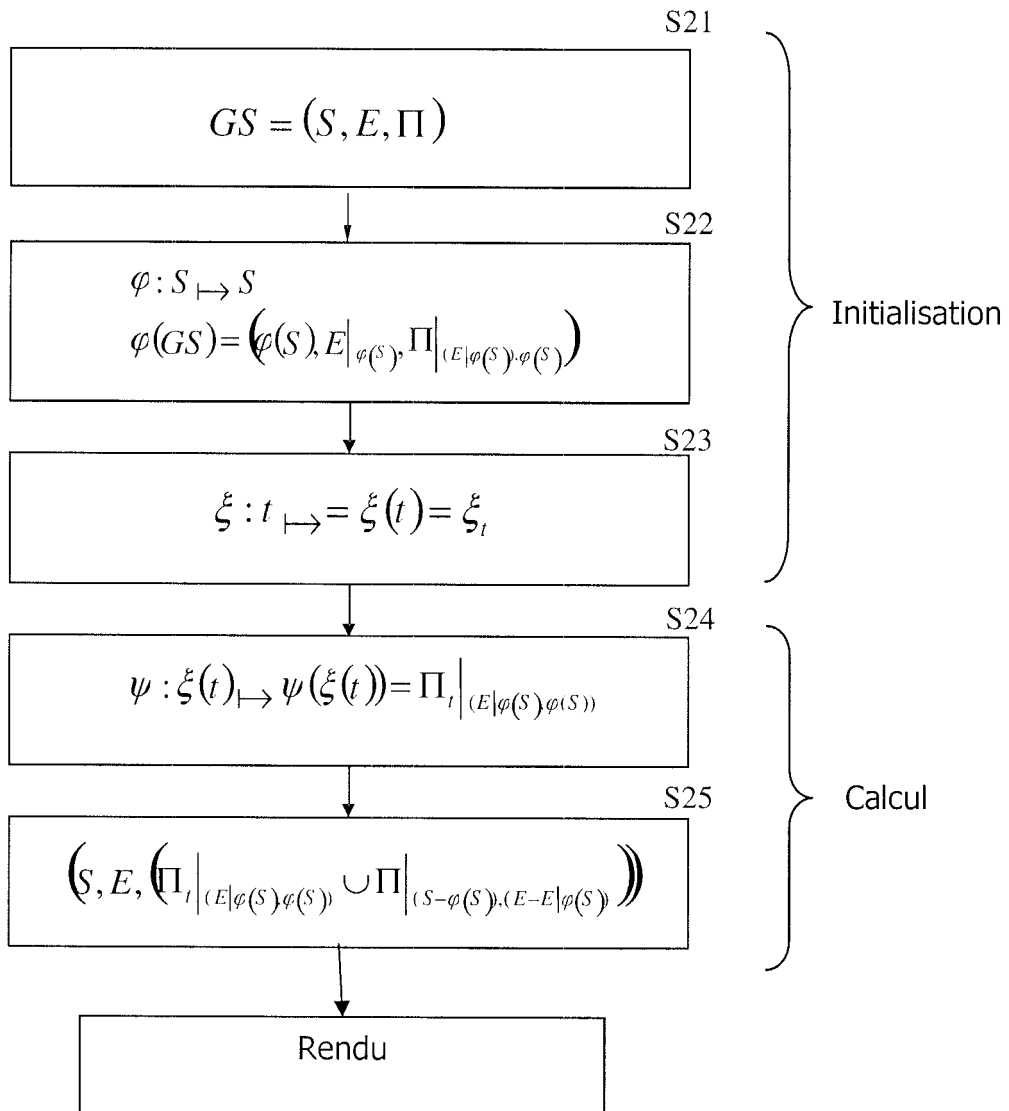 S21
GS = (S, E, Π)
S22
φ : S ↦ S
φ(GS) = (φ(S), E|φ(S), Π|(E|φ(S),φ(S)))
Initialisation
S23
ξ : t ↦ = ξ(t) = ξt
S24
ψ : ξ(t) ↦ ψ(ξ(t)) = Πt|(E|φ(S),φ(S))
S25
Calcul
(S, E, (Πt|(E|φ(S),φ(S)) ∪ Π|(S−φ(S)),(E−E|φ(S))))
Rendu